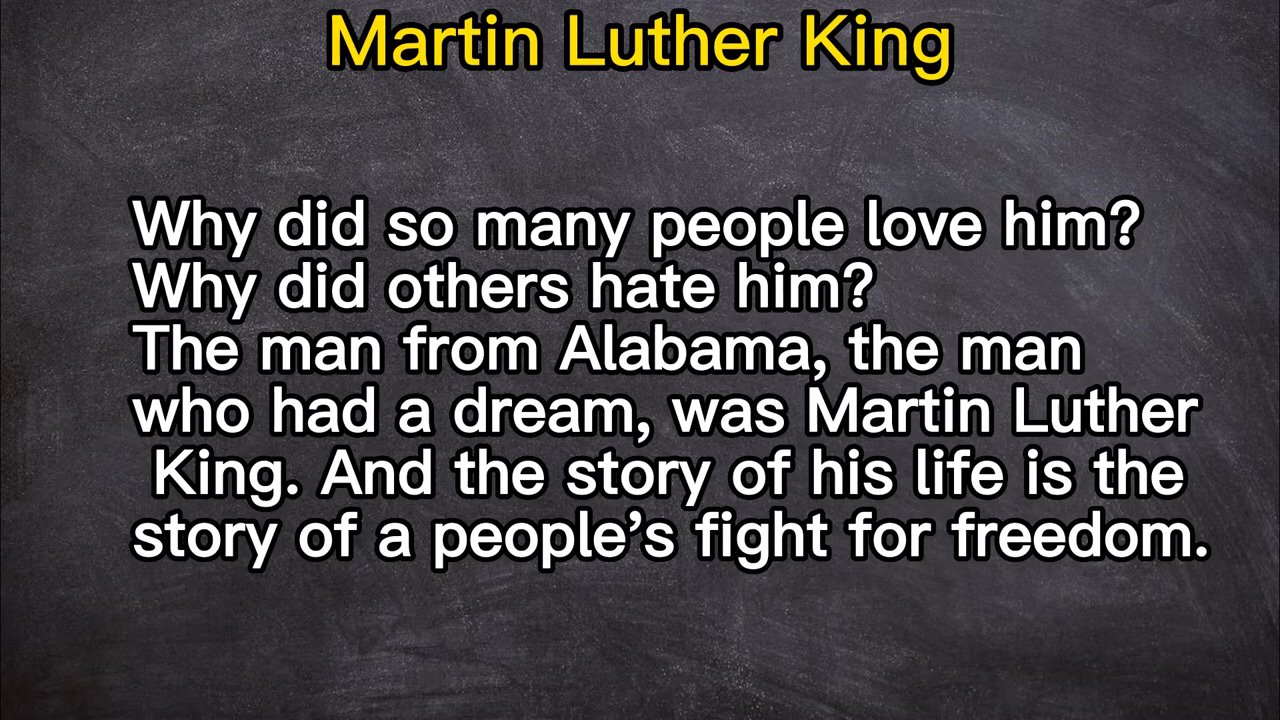 Martin Luther King
Why did so many people love him?
Why did others hate him?
The man from Alabama, the man
who had a dream, was Martin Luther
King. And the story of his life is the
story of a people’s fight for freedom.